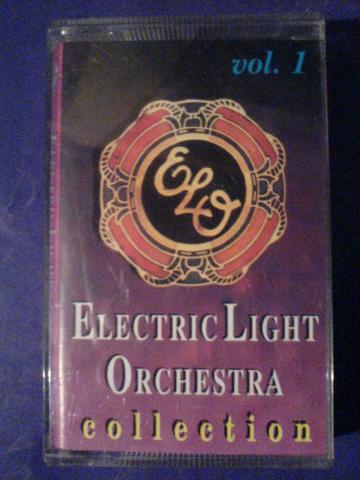 vol. 1
ELO
ELECTRIC LIGHT
ORCHESTRA
collection